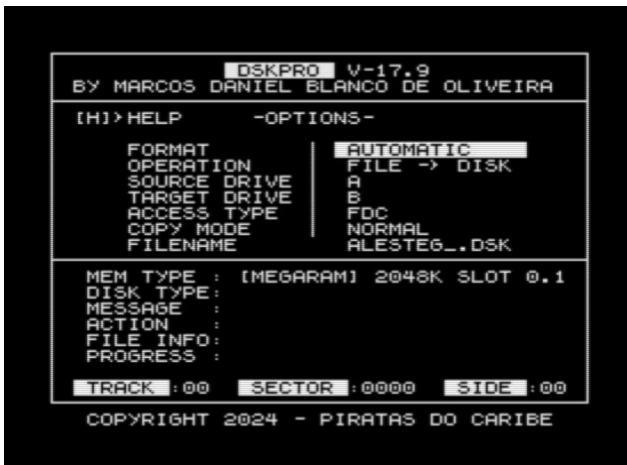 DSKPRO V-17.9
BY MARCOS DANIEL BLANCO DE OLIVEIRA
[H]>HELP -OPTIONS-
FORMAT AUTOMATIC
OPERATION FILE -> DISK
SOURCE DRIVE A
TARGET DRIVE B
ACCESS TYPE FDC
COPY MODE NORMAL
FILENAME ALESTEG_.DSK
MEM TYPE : [MEGARAM] 2048K SLOT 0.1
DISK TYPE:
MESSAGE :
ACTION :
FILE INFO:
PROGRESS :
TRACK :00 SECTOR :0000 SIDE :00
COPYRIGHT 2024 - PIRATAS DO CARIBE